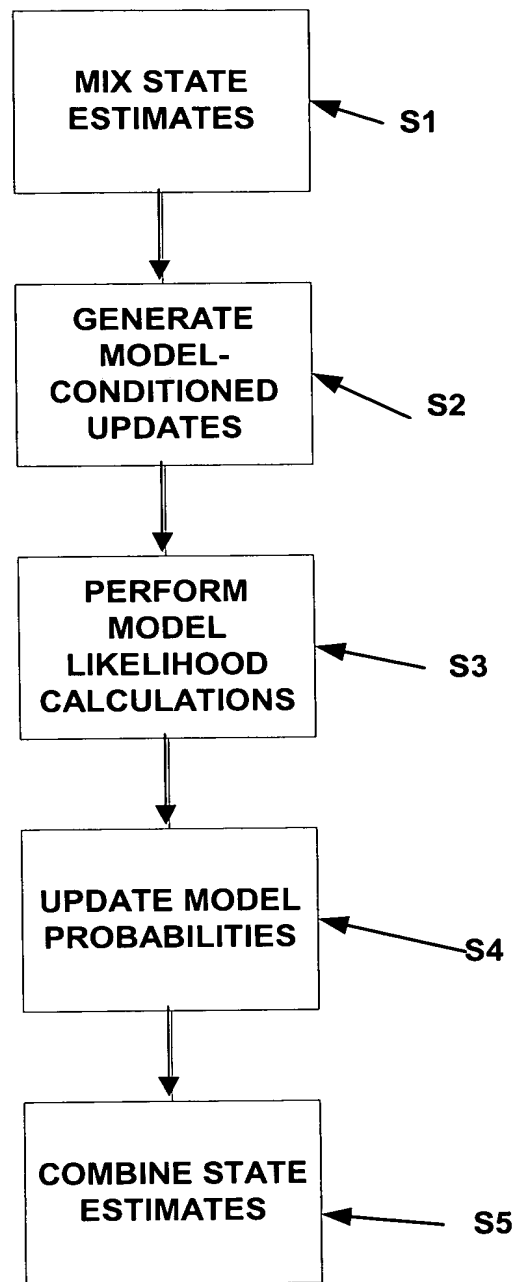 MIX STATE
ESTIMATES
S1
GENERATE
MODEL-
CONDITIONED
UPDATES
S2
PERFORM
MODEL
LIKELIHOOD
CALCULATIONS
S3
UPDATE MODEL
PROBABILITIES
S4
COMBINE STATE
ESTIMATES
S5